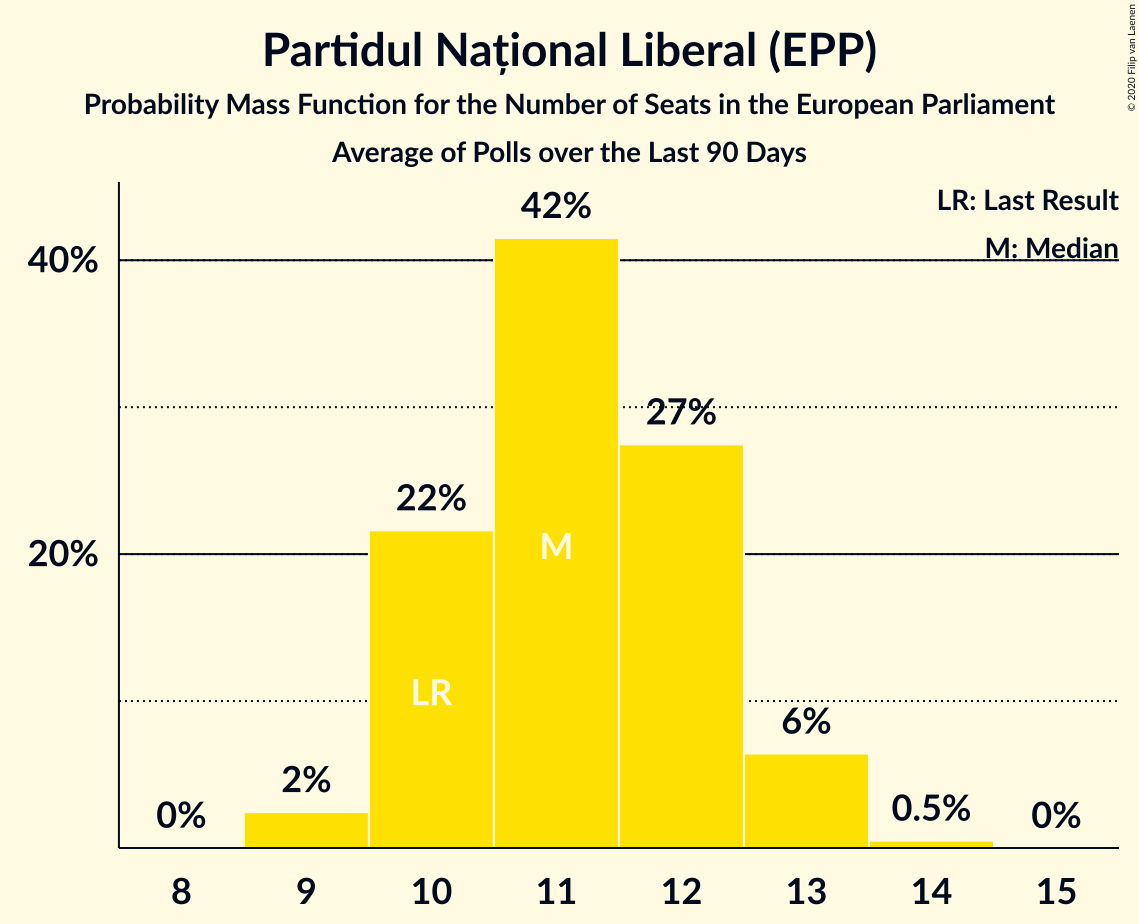 Partidul Național Liberal (EPP)
Probability Mass Function for the Number of Seats in the European Parliament
Average of Polls over the Last 90 Days
© 2020 Filip van Laenen
LR: Last Result
M: Median
40%
20%
0%
2%
22%
42%
27%
6%
0.5%
0%
LR
M
8
9
10
11
12
13
14
15